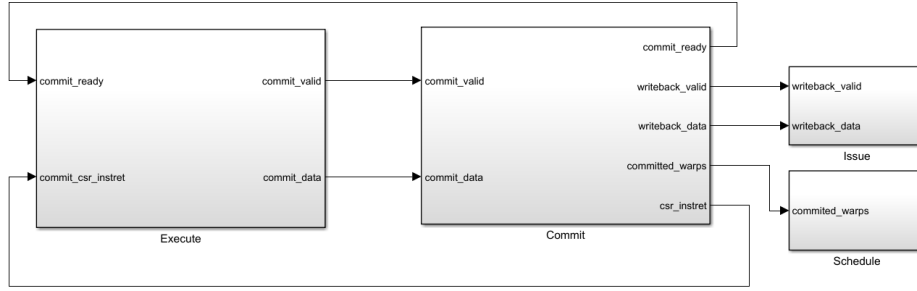 commit_ready
commit_csr_instret
commit_valid
commit_data
Execute
commit_valid
commit_data
commit_ready
writeback_valid
writeback_data
committed_warps
csr_instret
Commit
writeback_valid
writeback_data
Issue
commited_warps
Schedule